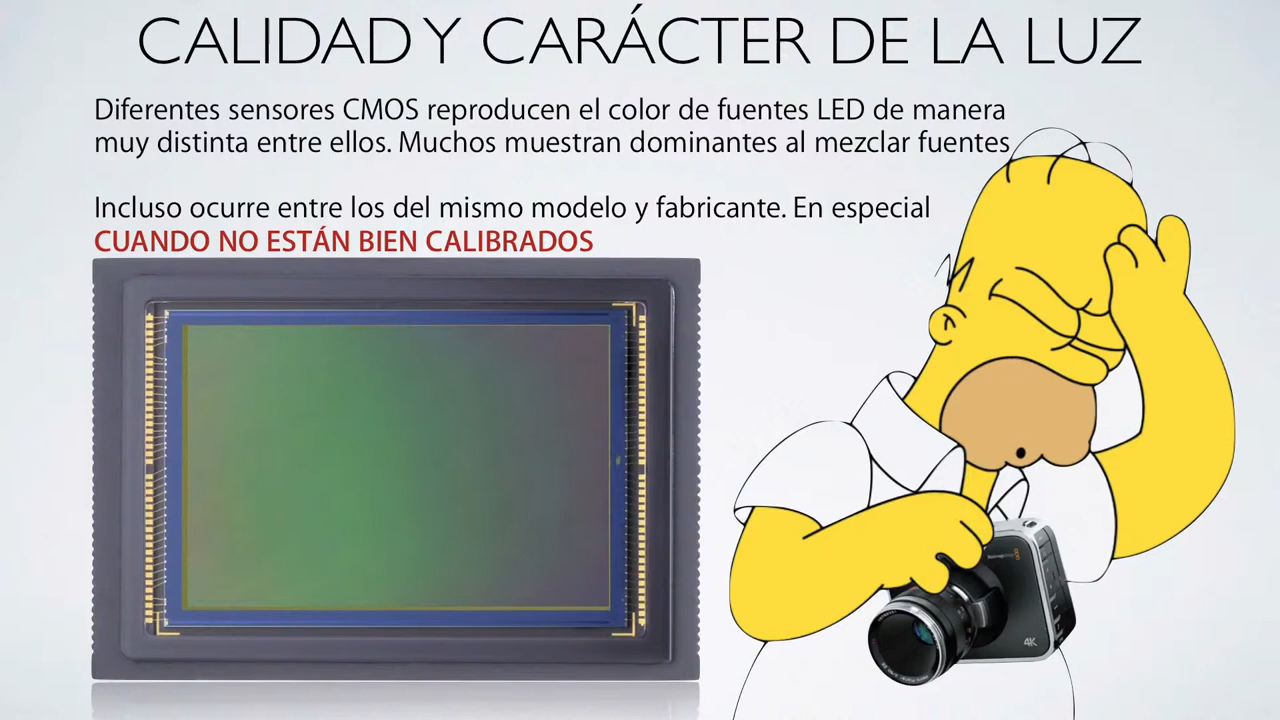 CALIDAD Y CARÁCTER DE LA LUZ
Diferentes sensores CMOS reproducen el color de fuentes LED de manera
muy distinta entre ellos. Muchos muestran dominantes al mezclar fuentes
Incluso ocurre entre los del mismo modelo y fabricante. En especial
CUANDO NO ESTÁN BIEN CALIBRADOS
4K